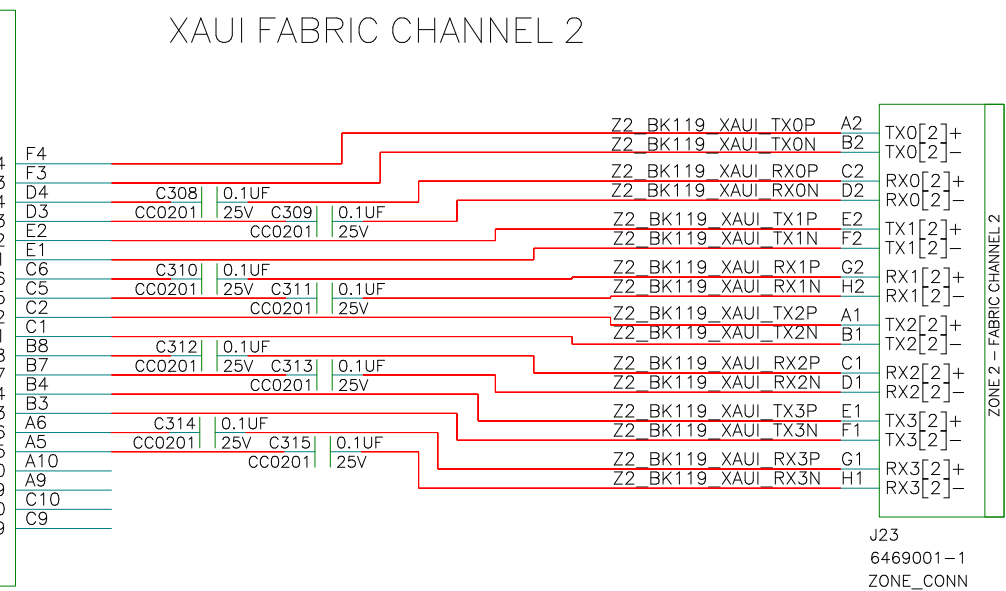 XAUI FABRIC CHANNEL 2
F4
F3
D4
D3
E2
E1
C6
C5
C2
C1
B8
B7
B4
B3
A6
A5
A10
A9
C10
C9
C308 0.1UF
CC0201 25V
C309 0.1UF
CC0201 25V
C310 0.1UF
CC0201 25V
C311 0.1UF
CC0201 25V
C312 0.1UF
CC0201 25V
C313 0.1UF
CC0201 25V
C314 0.1UF
CC0201 25V
C315 0.1UF
CC0201 25V
Z2_BK119_XAUI_TX0P A2 TX0[2]+
Z2_BK119_XAUI_TX0N B2 TX0[2]-
Z2_BK119_XAUI_RX0P C2 RX0[2]+
Z2_BK119_XAUI_RX0N D2 RX0[2]-
Z2_BK119_XAUI_TX1P E2 TX1[2]+
Z2_BK119_XAUI_TX1N F2 TX1[2]-
Z2_BK119_XAUI_RX1P G2 RX1[2]+
Z2_BK119_XAUI_RX1N H2 RX1[2]-
Z2_BK119_XAUI_TX2P A1 TX2[2]+
Z2_BK119_XAUI_TX2N B1 TX2[2]-
Z2_BK119_XAUI_RX2P C1 RX2[2]+
Z2_BK119_XAUI_RX2N D1 RX2[2]-
Z2_BK119_XAUI_TX3P E1 TX3[2]+
Z2_BK119_XAUI_TX3N F1 TX3[2]-
Z2_BK119_XAUI_RX3P G1 RX3[2]+
Z2_BK119_XAUI_RX3N H1 RX3[2]-
ZONE 2 - FABRIC CHANNEL 2
J23
6469001-1
ZONE_CONN